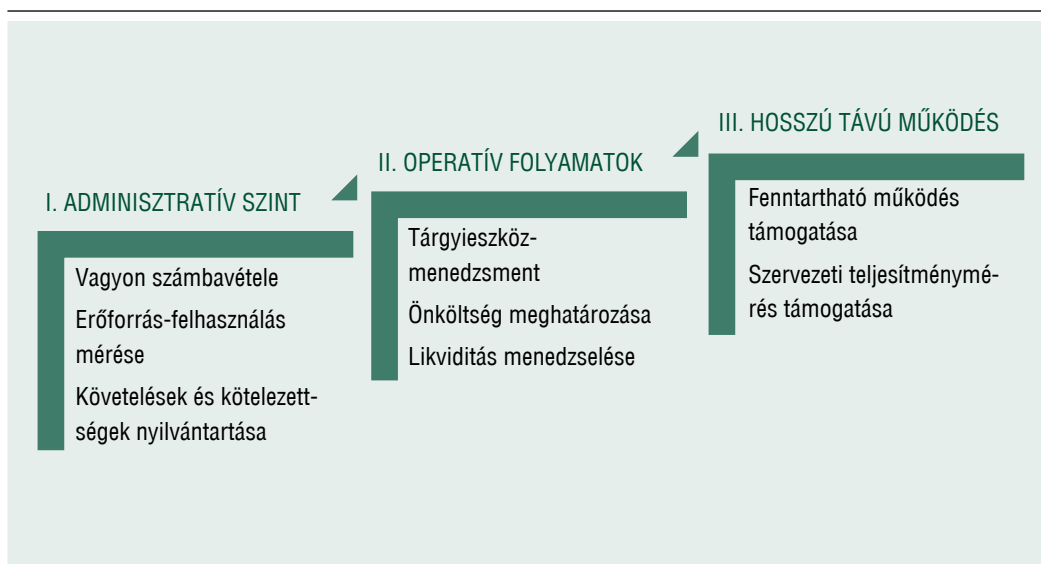 I. ADMINISZTRATÍV SZINT
Vagyon számbavétele
Erőforrás-felhasználás
mérése
Követelések és kötelezett-
ségek nyilvántartása
II. OPERATÍV FOLYAMATOK
Tárgyieszköz-
menedzsment
Önköltség meghatározása
Likviditás menedzselése
III. HOSSZÚ TÁVÚ MŰKÖDÉS
Fenntartható működés
támogatása
Szervezeti teljesítménymé-
rés támogatása